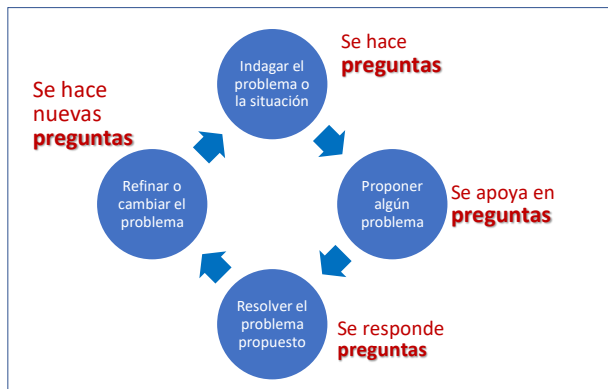 Indagar el
problema o
la situación
Se hace
preguntas
Proponer
algún
problema
Se apoya en
preguntas
Resolver el
problema
propuesto
Se responde
preguntas
Refinar o
cambiar el
problema
Se hace
nuevas
preguntas